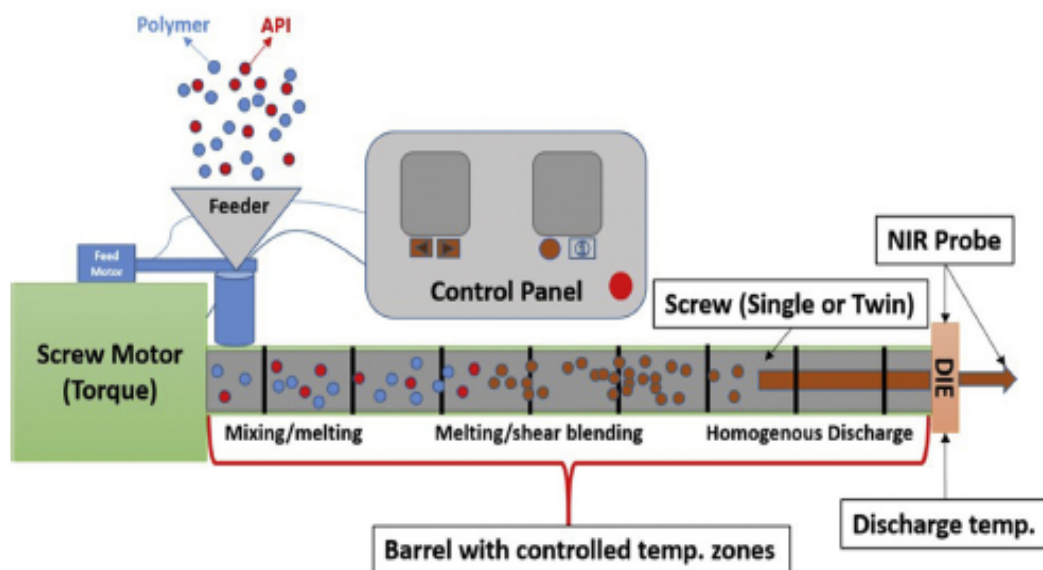 Polymer
API
Feeder
Feed
Motor
Control Panel
NIR Probe
Screw (Single or Twin)
Screw Motor
(Torque)
DIE
Mixing/melting
Melting/shear blending
Homogenous Discharge
Discharge temp.
Barrel with controlled temp. zones